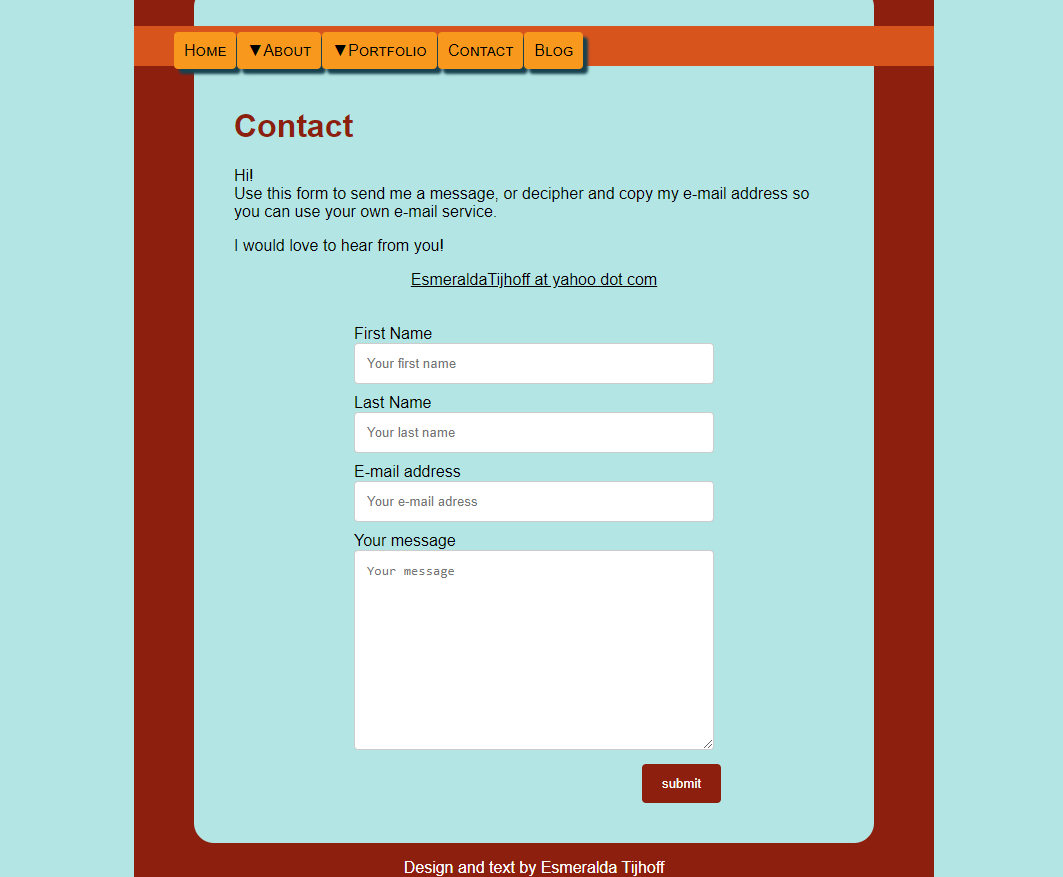 Home ▼About ▼Portfolio Contact Blog
Contact
Hi!
Use this form to send me a message, or decipher and copy my e-mail address so
you can use your own e-mail service.
I would love to hear from you!
EsmeraldaTijhoff at yahoo dot com
First Name
Your first name
Last Name
Your last name
E-mail address
Your e-mail adress
Your message
Your message
submit
Design and text by Esmeralda Tijhoff